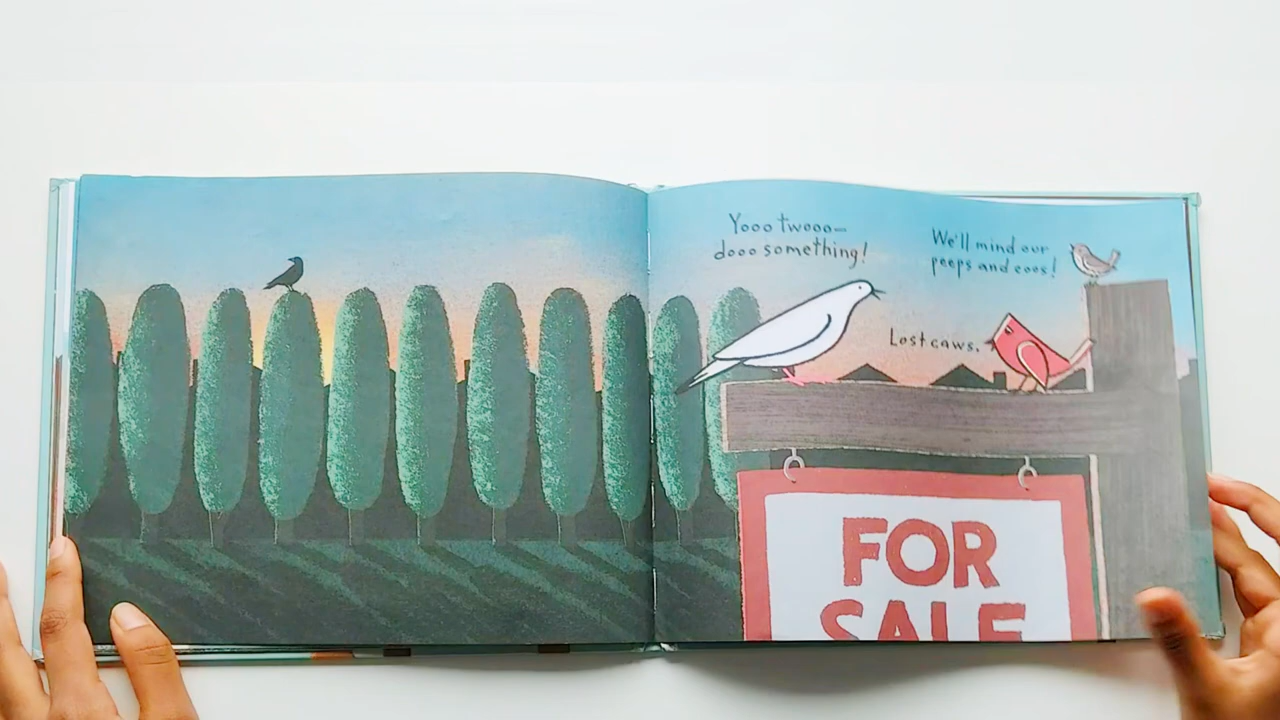 Yooo twooo—
dooo something!
We'll mind our
peeps and coos!
Lost caws.
FOR
SALE